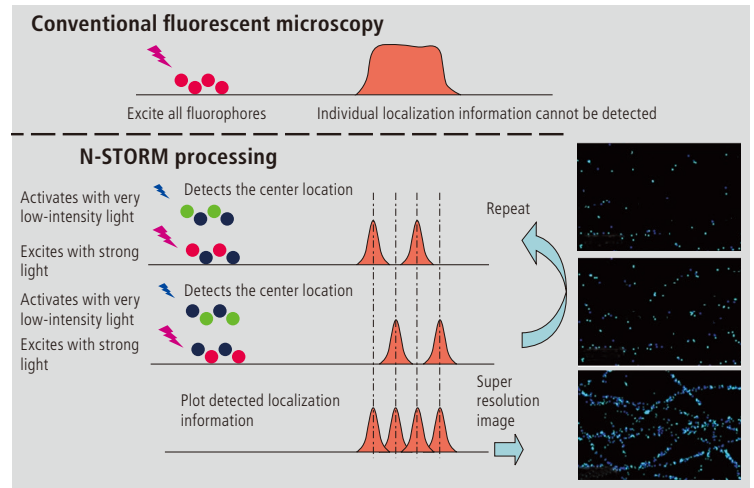 Conventional fluorescent microscopy
Excite all fluorophores
Individual localization information cannot be detected
N-STORM processing
Activates with very
low-intensity light
Detects the center location
Excites with strong
light
Repeat
Activates with very
low-intensity light
Detects the center location
Excites with strong
light
Plot detected localization
information
Super
resolution
image